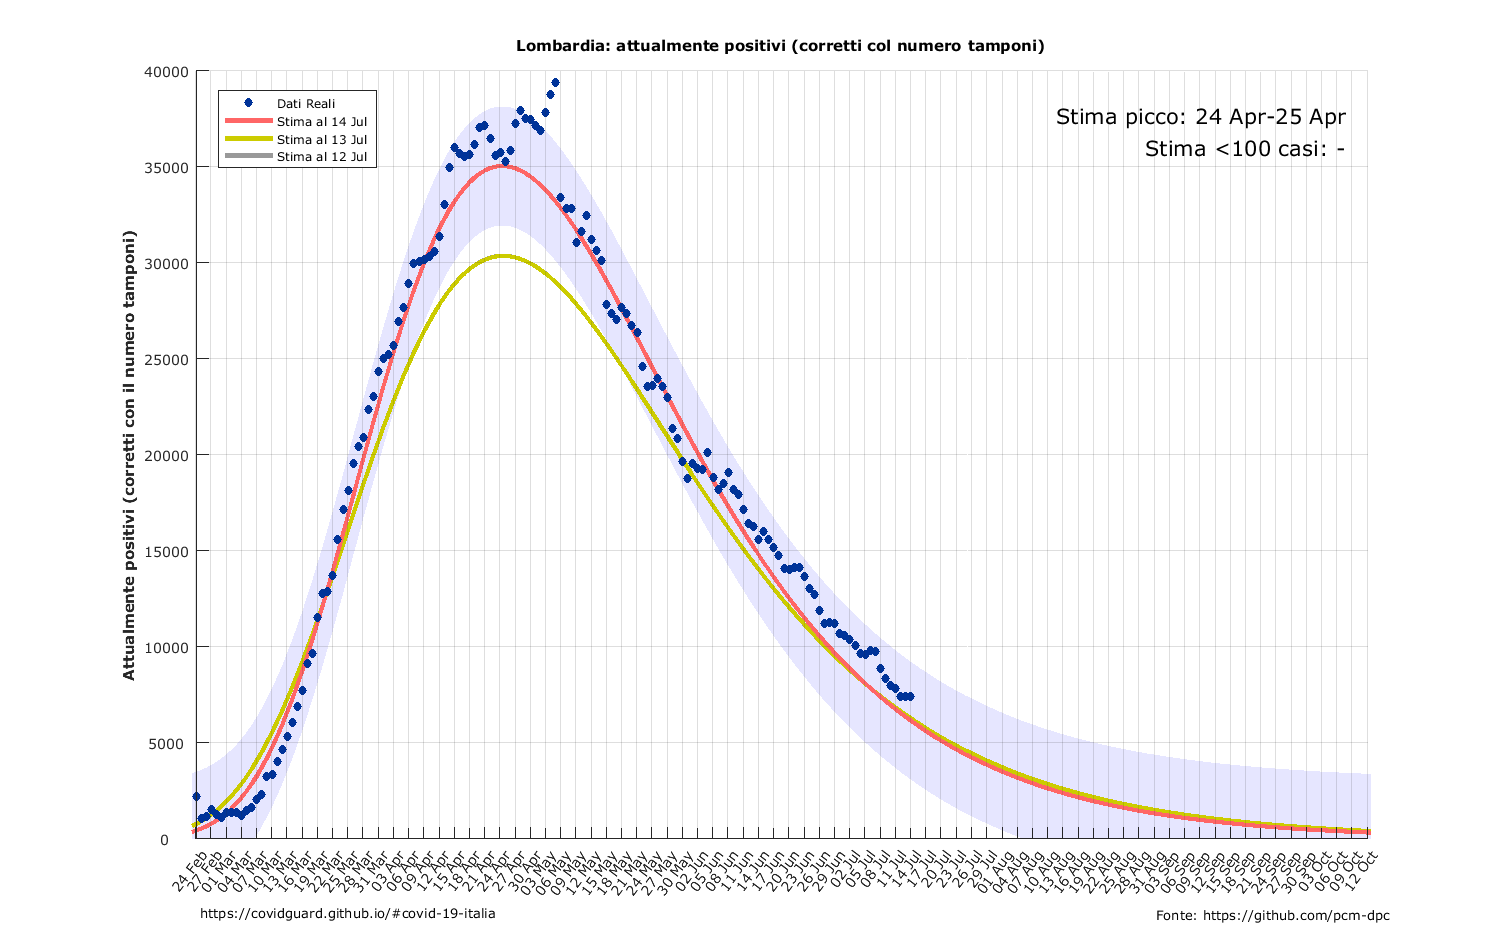 Lombardia: attualmente positivi (corretti col numero tamponi)
40000
35000
30000
25000
20000
15000
10000
5000
0
Attualmente positivi (corretti con il numero tamponi)
Dati Reali
Stima al 14 Jul
Stima al 13 Jul
Stima al 12 Jul
Stima picco: 24 Apr-25 Apr
Stima <100 casi: -
24 Feb
27 Feb
01 Mar
04 Mar
07 Mar
10 Mar
13 Mar
16 Mar
19 Mar
22 Mar
25 Mar
28 Mar
31 Mar
03 Apr
06 Apr
09 Apr
12 Apr
15 Apr
18 Apr
21 Apr
24 Apr
27 Apr
30 Apr
03 May
06 May
09 May
12 May
15 May
18 May
21 May
24 May
27 May
30 May
02 Jun
05 Jun
08 Jun
11 Jun
14 Jun
17 Jun
20 Jun
23 Jun
26 Jun
29 Jun
02 Jul
05 Jul
08 Jul
11 Jul
14 Jul
17 Jul
20 Jul
23 Jul
26 Jul
29 Jul
01 Aug
04 Aug
07 Aug
10 Aug
13 Aug
16 Aug
19 Aug
22 Aug
25 Aug
28 Aug
31 Aug
03 Sep
06 Sep
09 Sep
12 Sep
15 Sep
18 Sep
21 Sep
24 Sep
27 Sep
30 Sep
03 Oct
06 Oct
09 Oct
12 Oct
https://covidguard.github.io/#covid-19-italia
Fonte: https://github.com/pcm-dpc